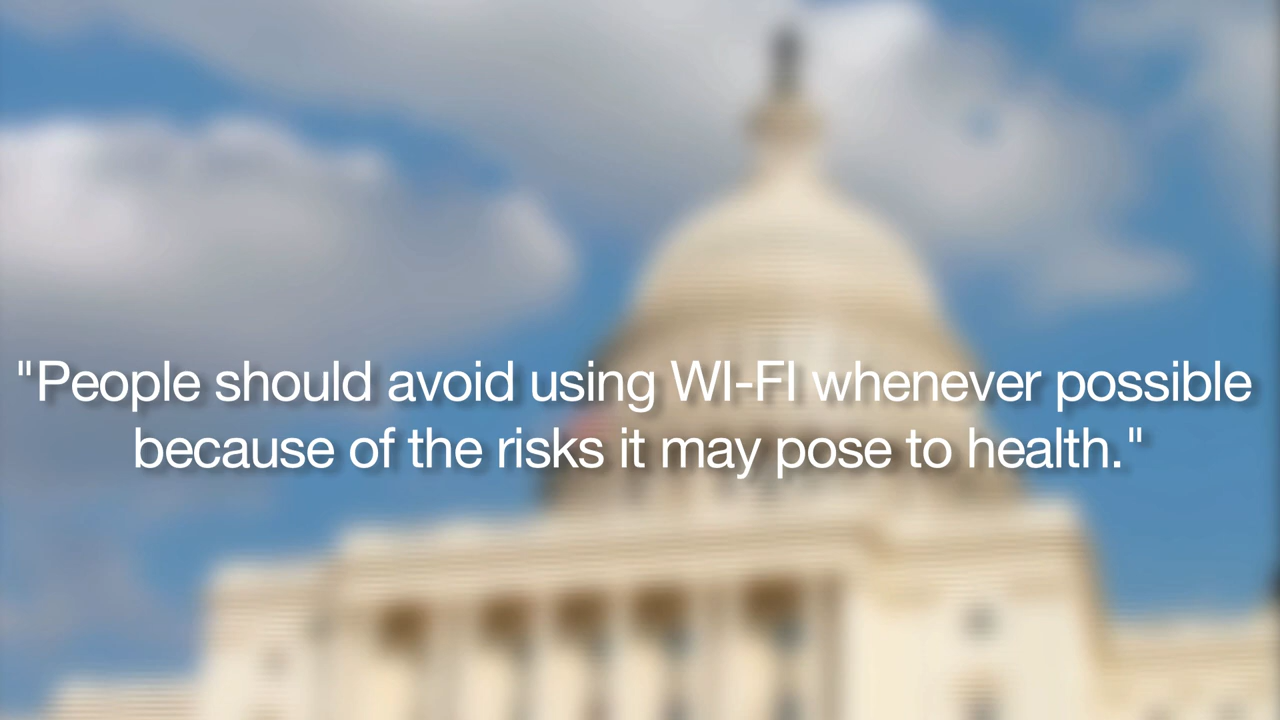 "People should avoid using WI-FI whenever possible
because of the risks it may pose to health."